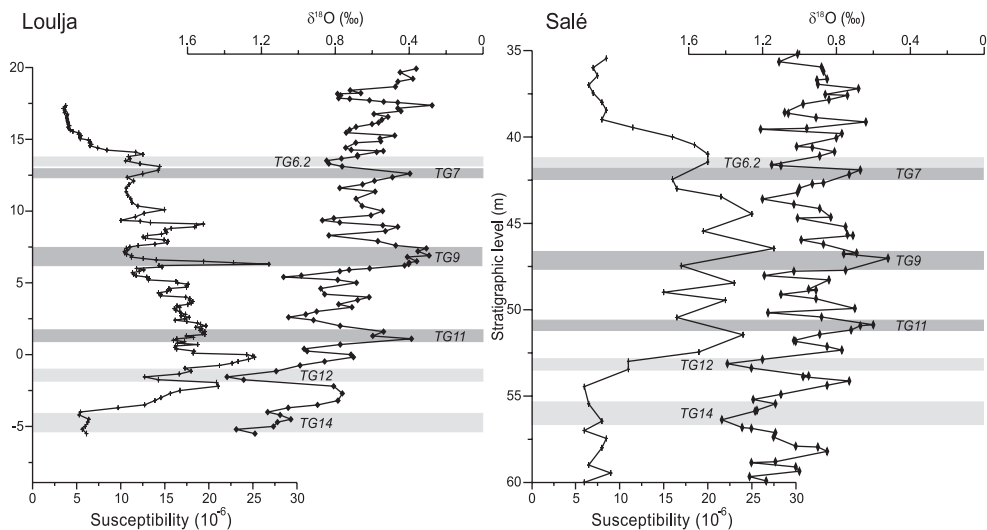 Loulja
δ¹⁸O (‰)
1.6 1.2 0.8 0.4 0
20
15
10
5
0
-5
TG6.2
TG7
TG9
TG11
TG12
TG14
0 5 10 15 20 25 30
Susceptibility (10⁻⁶)
Salé
δ¹⁸O (‰)
1.6 1.2 0.8 0.4 0
Stratigraphic level (m)
35
40
45
50
55
60
TG6.2
TG7
TG9
TG11
TG12
TG14
0 5 10 15 20 25 30
Susceptibility (10⁻⁶)